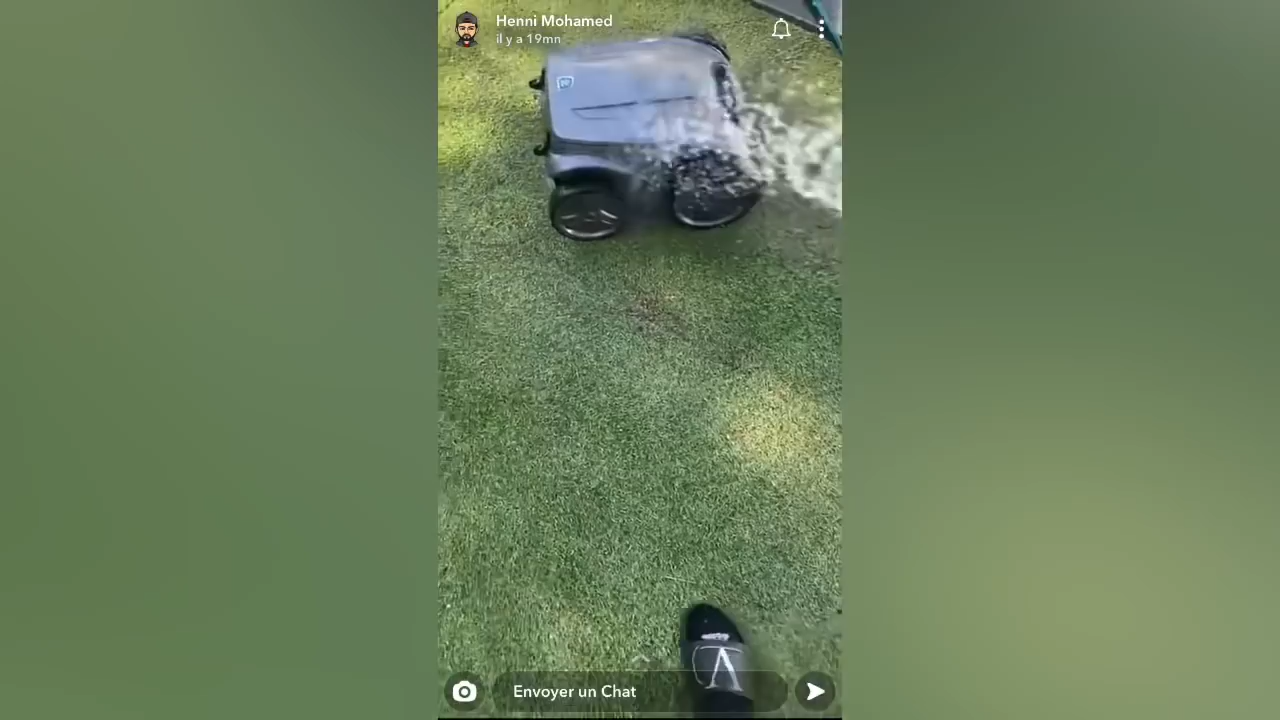 Henni Mohamed
il y a 19mn
Envoyer un Chat